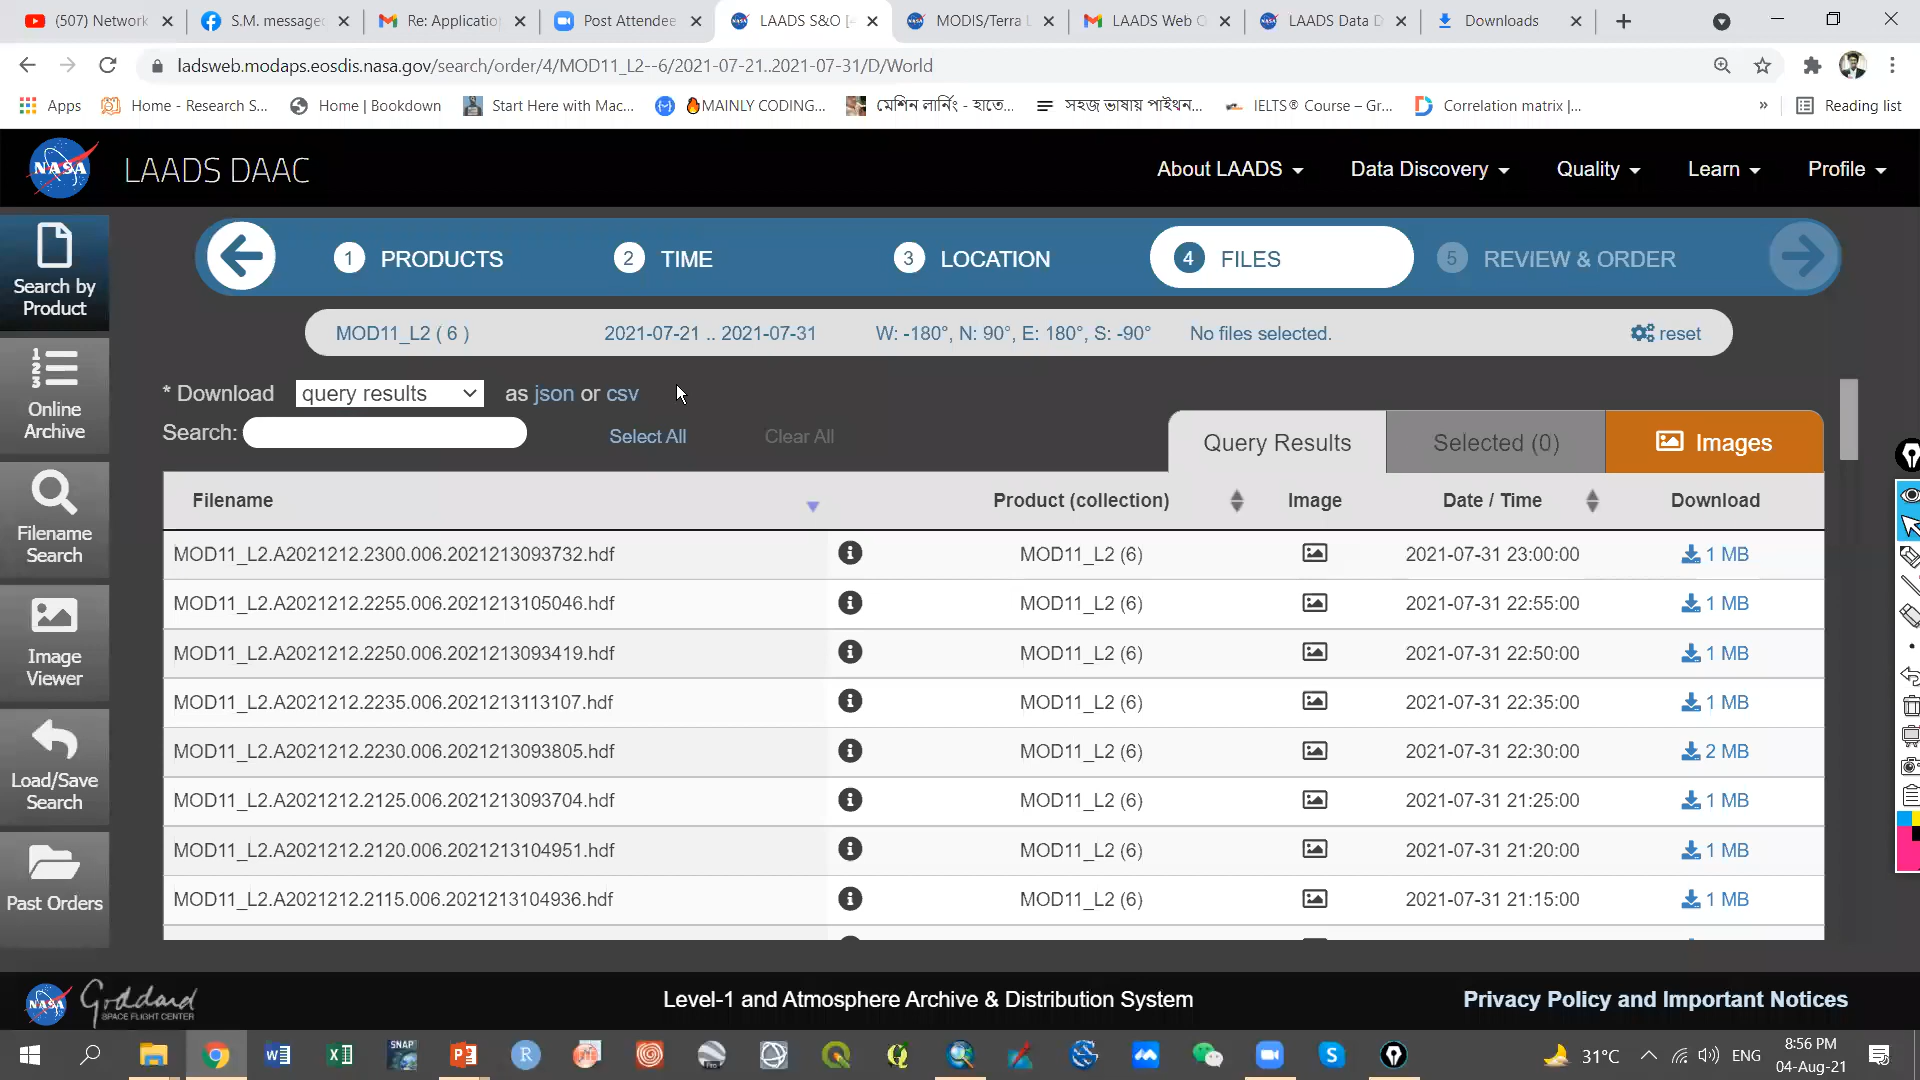 (507) Network
S.M. message
Re: Applicatio
Post Attendee
LAADS S&O [
MODIS/Terra L
LAADS Web O
LAADS Data D
Downloads
ladsweb.modaps.eosdis.nasa.gov/search/order/4/MOD11_L2--6/2021-07-21..2021-07-31/D/World
Apps
Home - Research S...
Home | Bookdown
Start Here with Mac...
MAINLY CODING...
মেশিন লার্নিং - হাতে...
সহজ ভাষায় পাইথন...
IELTS® Course – Gr...
Correlation matrix |...
»
Reading list
NASA
LAADS DAAC
About LAADS
Data Discovery
Quality
Learn
Profile
Search by
Product
Online
Archive
Filename
Search
Image
Viewer
Load/Save
Search
Past Orders
1 PRODUCTS
2 TIME
3 LOCATION
4 FILES
5 REVIEW & ORDER
MOD11_L2 ( 6 )
2021-07-21 .. 2021-07-31
W: -180°, N: 90°, E: 180°, S: -90°
No files selected.
reset
* Download query results as json or csv
Search:
Select All
Clear All
Query Results
Selected (0)
Images
Filename Product (collection) Image Date / Time Download
MOD11_L2.A2021212.2300.006.2021213093732.hdf MOD11_L2 (6) 2021-07-31 23:00:00 1 MB
MOD11_L2.A2021212.2255.006.2021213105046.hdf MOD11_L2 (6) 2021-07-31 22:55:00 1 MB
MOD11_L2.A2021212.2250.006.2021213093419.hdf MOD11_L2 (6) 2021-07-31 22:50:00 1 MB
MOD11_L2.A2021212.2235.006.2021213113107.hdf MOD11_L2 (6) 2021-07-31 22:35:00 1 MB
MOD11_L2.A2021212.2230.006.2021213093805.hdf MOD11_L2 (6) 2021-07-31 22:30:00 2 MB
MOD11_L2.A2021212.2125.006.2021213093704.hdf MOD11_L2 (6) 2021-07-31 21:25:00 1 MB
MOD11_L2.A2021212.2120.006.2021213104951.hdf MOD11_L2 (6) 2021-07-31 21:20:00 1 MB
MOD11_L2.A2021212.2115.006.2021213104936.hdf MOD11_L2 (6) 2021-07-31 21:15:00 1 MB
NASA
Goddard
SPACE FLIGHT CENTER
Level-1 and Atmosphere Archive & Distribution System
Privacy Policy and Important Notices
SNAP
31°C
ENG
8:56 PM
04-Aug-21